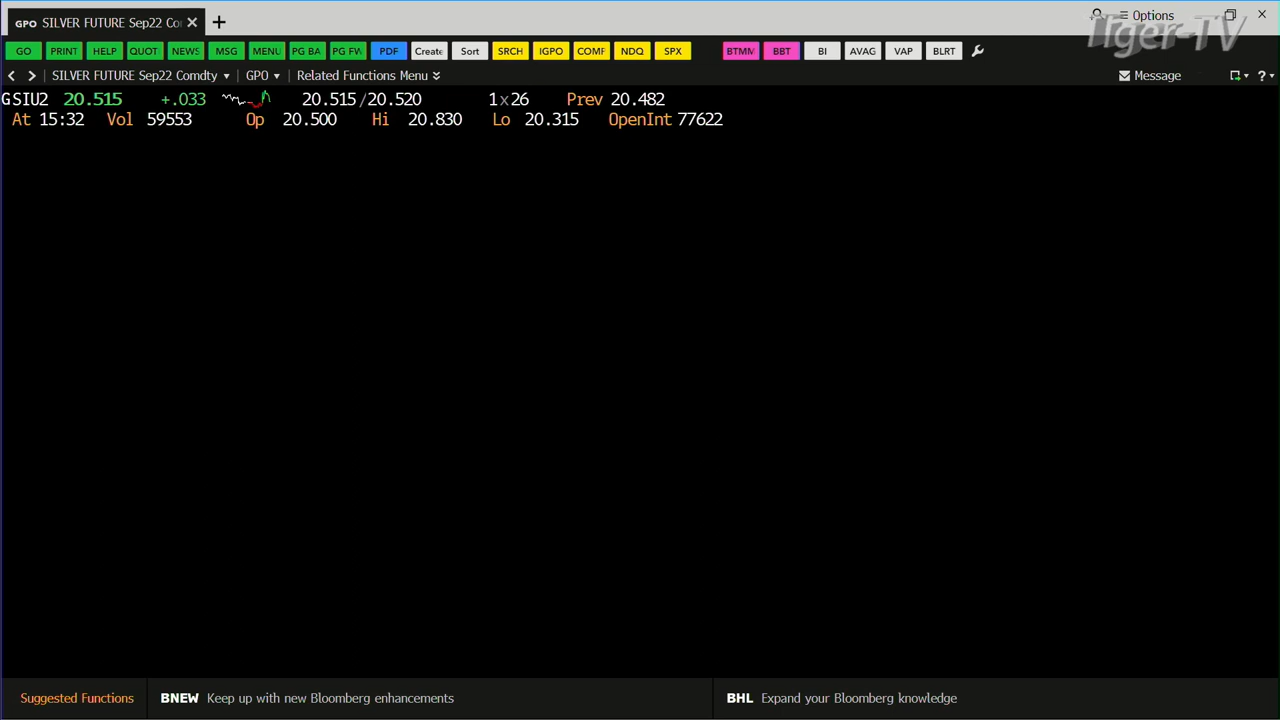 GPO SILVER FUTURE Sep22 Co
Options
Tiger-TV
GO PRINT HELP QUOT NEWS MSG MENU PG BA PG FW PDF Create Sort SRCH IGPO COMF NDQ SPX BTMN BBT BI AVAG VAP BLRT
SILVER FUTURE Sep22 Comdty GPO Related Functions Menu Message ?
GSIU2 20.515 +.033 20.515/20.520 1x26 Prev 20.482
At 15:32 Vol 59553 Op 20.500 Hi 20.830 Lo 20.315 OpenInt 77622
Suggested Functions BNEW Keep up with new Bloomberg enhancements BHL Expand your Bloomberg knowledge